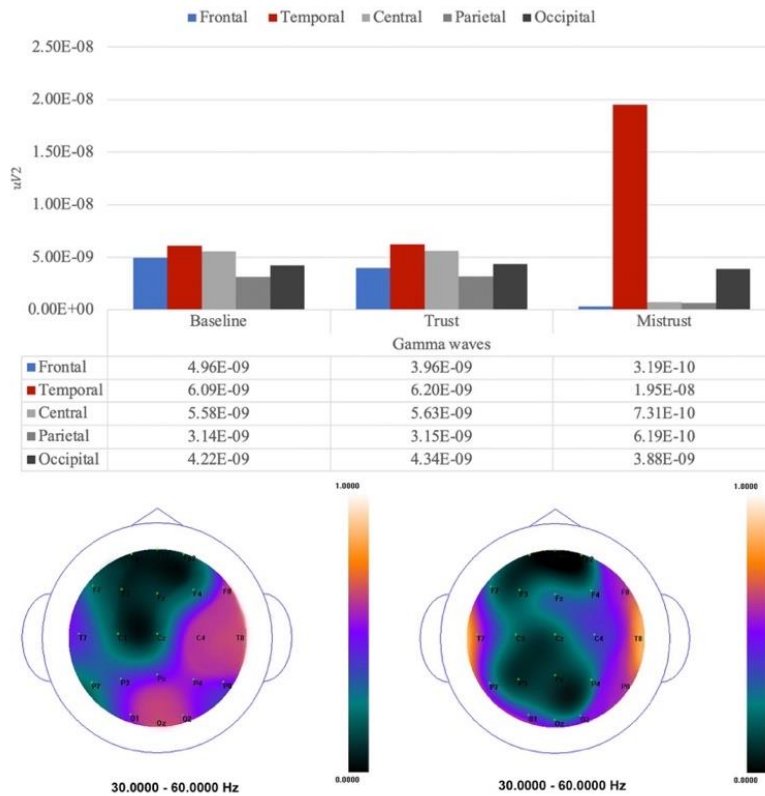 Frontal Temporal Central Parietal Occipital
2.50E-08
2.00E-08
1.50E-08
1.00E-08
5.00E-09
0.00E+00
uV2
Baseline Trust Mistrust
Gamma waves
Frontal 4.96E-09 3.96E-09 3.19E-10
Temporal 6.09E-09 6.20E-09 1.95E-08
Central 5.58E-09 5.63E-09 7.31E-10
Parietal 3.14E-09 3.15E-09 6.19E-10
Occipital 4.22E-09 4.34E-09 3.88E-09
1.0000
F7 F3 Fz F4 F8
T7 C3 Cz C4 T8
P7 P3 Pz P4 P8
O1 Oz O2
0.0000
30.0000 - 60.0000 Hz
1.0000
F7 F3 Fz F4 F8
T7 C3 Cz C4 T8
P7 P4 P8
O1 Oz O2
0.0000
30.0000 - 60.0000 Hz